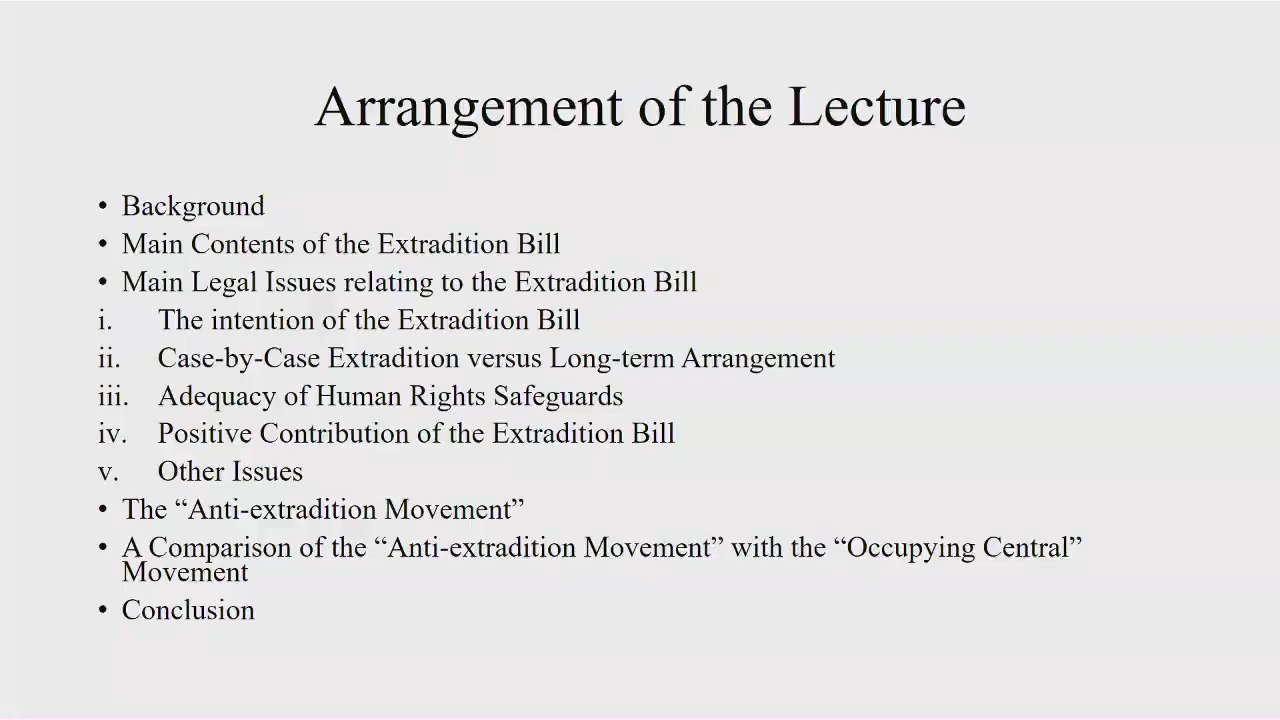 Arrangement of the Lecture
• Background
• Main Contents of the Extradition Bill
• Main Legal Issues relating to the Extradition Bill
i. The intention of the Extradition Bill
ii. Case-by-Case Extradition versus Long-term Arrangement
iii. Adequacy of Human Rights Safeguards
iv. Positive Contribution of the Extradition Bill
v. Other Issues
• The “Anti-extradition Movement”
• A Comparison of the “Anti-extradition Movement” with the “Occupying Central”
Movement
• Conclusion